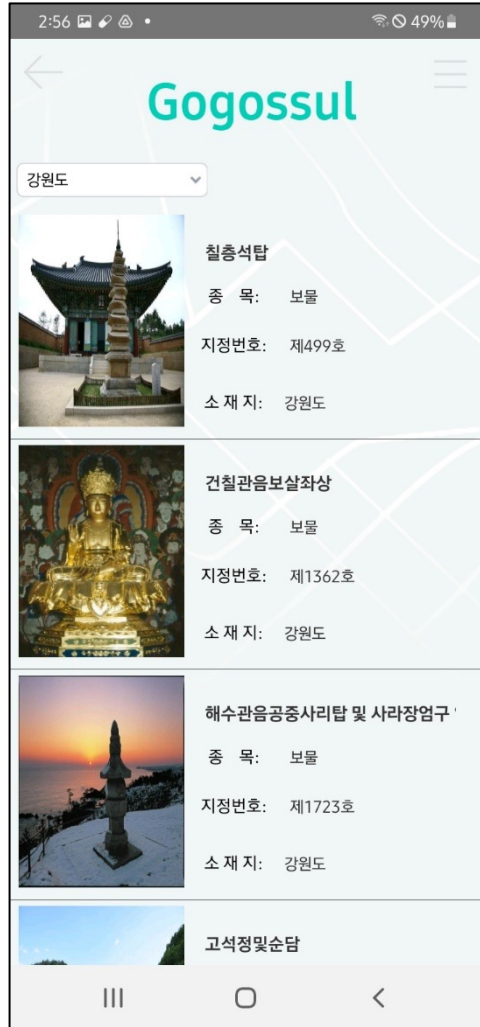 2:56 49%
Gogossul
강원도
칠층석탑
종 목: 보물
지정번호: 제499호
소 재 지: 강원도
건칠관음보살좌상
종 목: 보물
지정번호: 제1362호
소 재 지: 강원도
해수관음공중사리탑 및 사라장엄구
종 목: 보물
지정번호: 제1723호
소 재 지: 강원도
고석정및순담